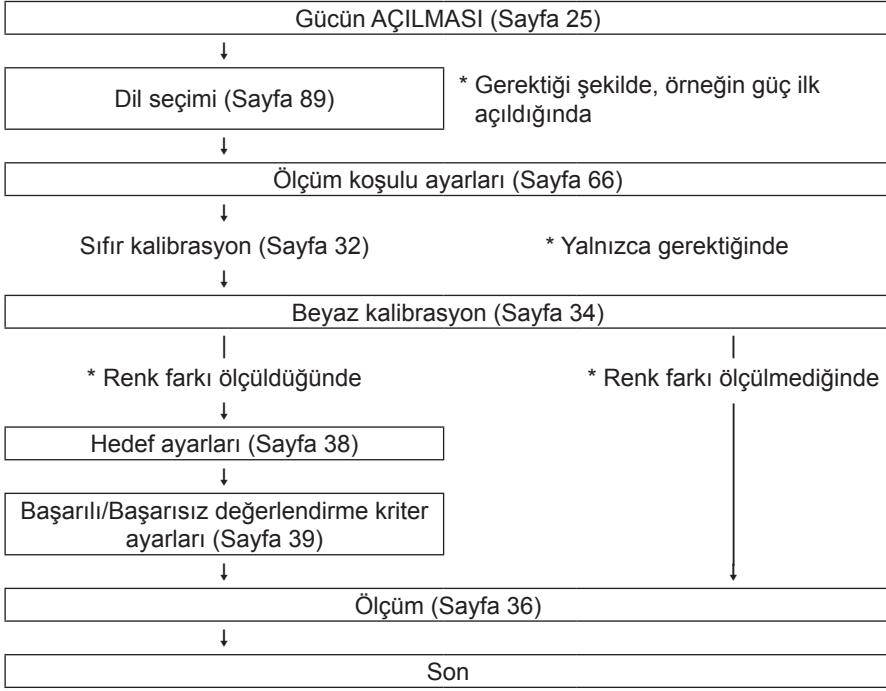 Gücün AÇILMASI (Sayfa 25)
Dil seçimi (Sayfa 89)
* Gerektiği şekilde, örneğin güç ilk
açıldığında
Ölçüm koşulu ayarları (Sayfa 66)
Sıfır kalibrasyon (Sayfa 32)
* Yalnızca gerektiğinde
Beyaz kalibrasyon (Sayfa 34)
* Renk farkı ölçüldüğünde
* Renk farkı ölçülmediğinde
Hedef ayarları (Sayfa 38)
Başarılı/Başarısız değerlendirme kriter
ayarları (Sayfa 39)
Ölçüm (Sayfa 36)
Son